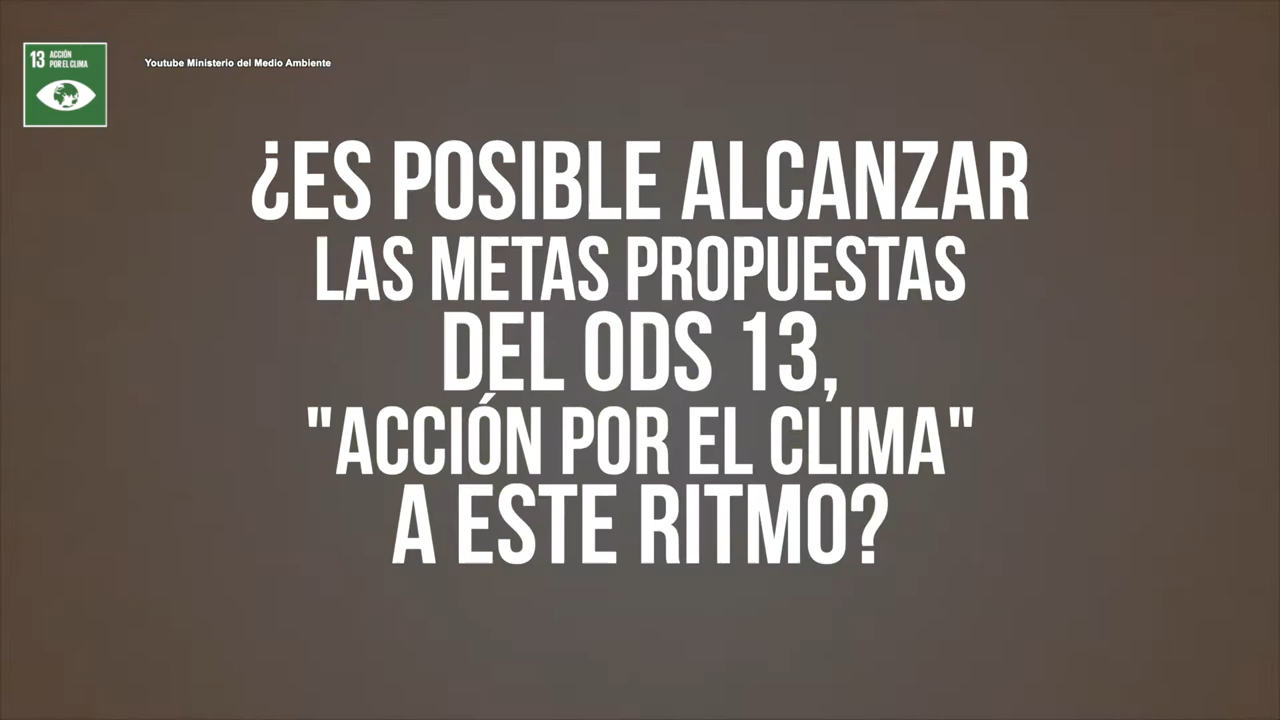 13 ACCIÓN
POR EL CLIMA
Youtube Ministerio del Medio Ambiente
¿ES POSIBLE ALCANZAR
LAS METAS PROPUESTAS
DEL ODS 13,
"ACCIÓN POR EL CLIMA"
A ESTE RITMO?